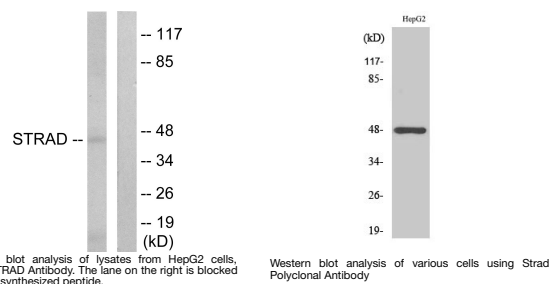 -- 117
-- 85
STRAD --
-- 48
-- 34
-- 26
-- 19
(kD)
blot analysis of lysates from HepG2 cells,
TRAD Antibody. The lane on the right is blocked
synthesized peptide.
HepG2
(kD)
117-
85-
48-
34-
26-
19-
Western blot analysis of various cells using Strad
Polyclonal Antibody